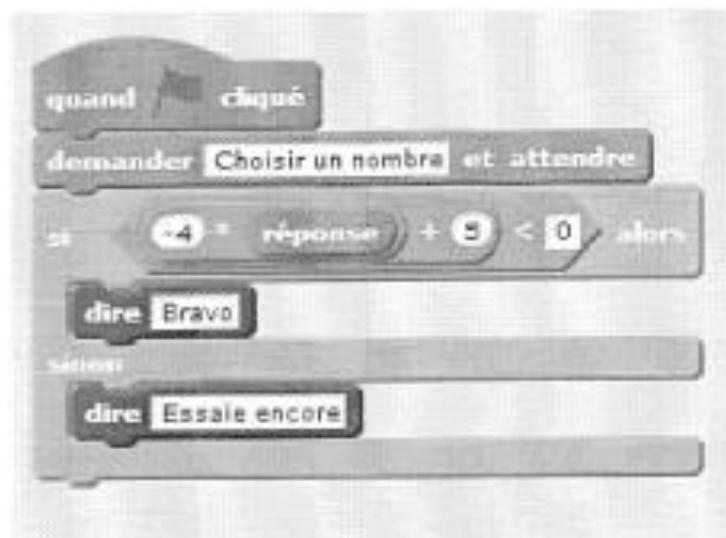 quand cliqué
demander Choisir un nombre et attendre
si -4 * réponse + 5 < 0 alors
dire Bravo
sinon
dire Essaie encore